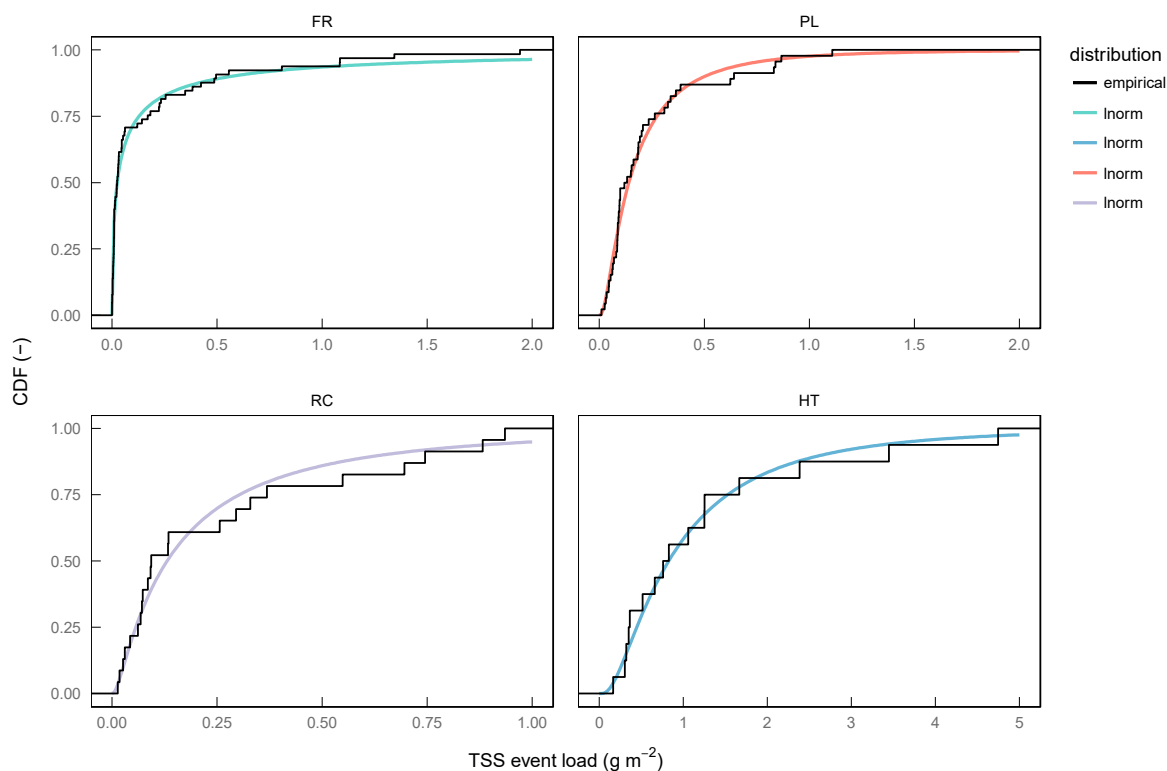 FR
PL
1.00
0.75
0.50
0.25
0.00
0.0 0.5 1.0 1.5 2.0
0.0 0.5 1.0 1.5 2.0
distribution
empirical
lnorm
lnorm
lnorm
lnorm
CDF (−)
RC
HT
1.00
0.75
0.50
0.25
0.00
0.00 0.25 0.50 0.75 1.00
0 1 2 3 4 5
TSS event load (g m⁻²)